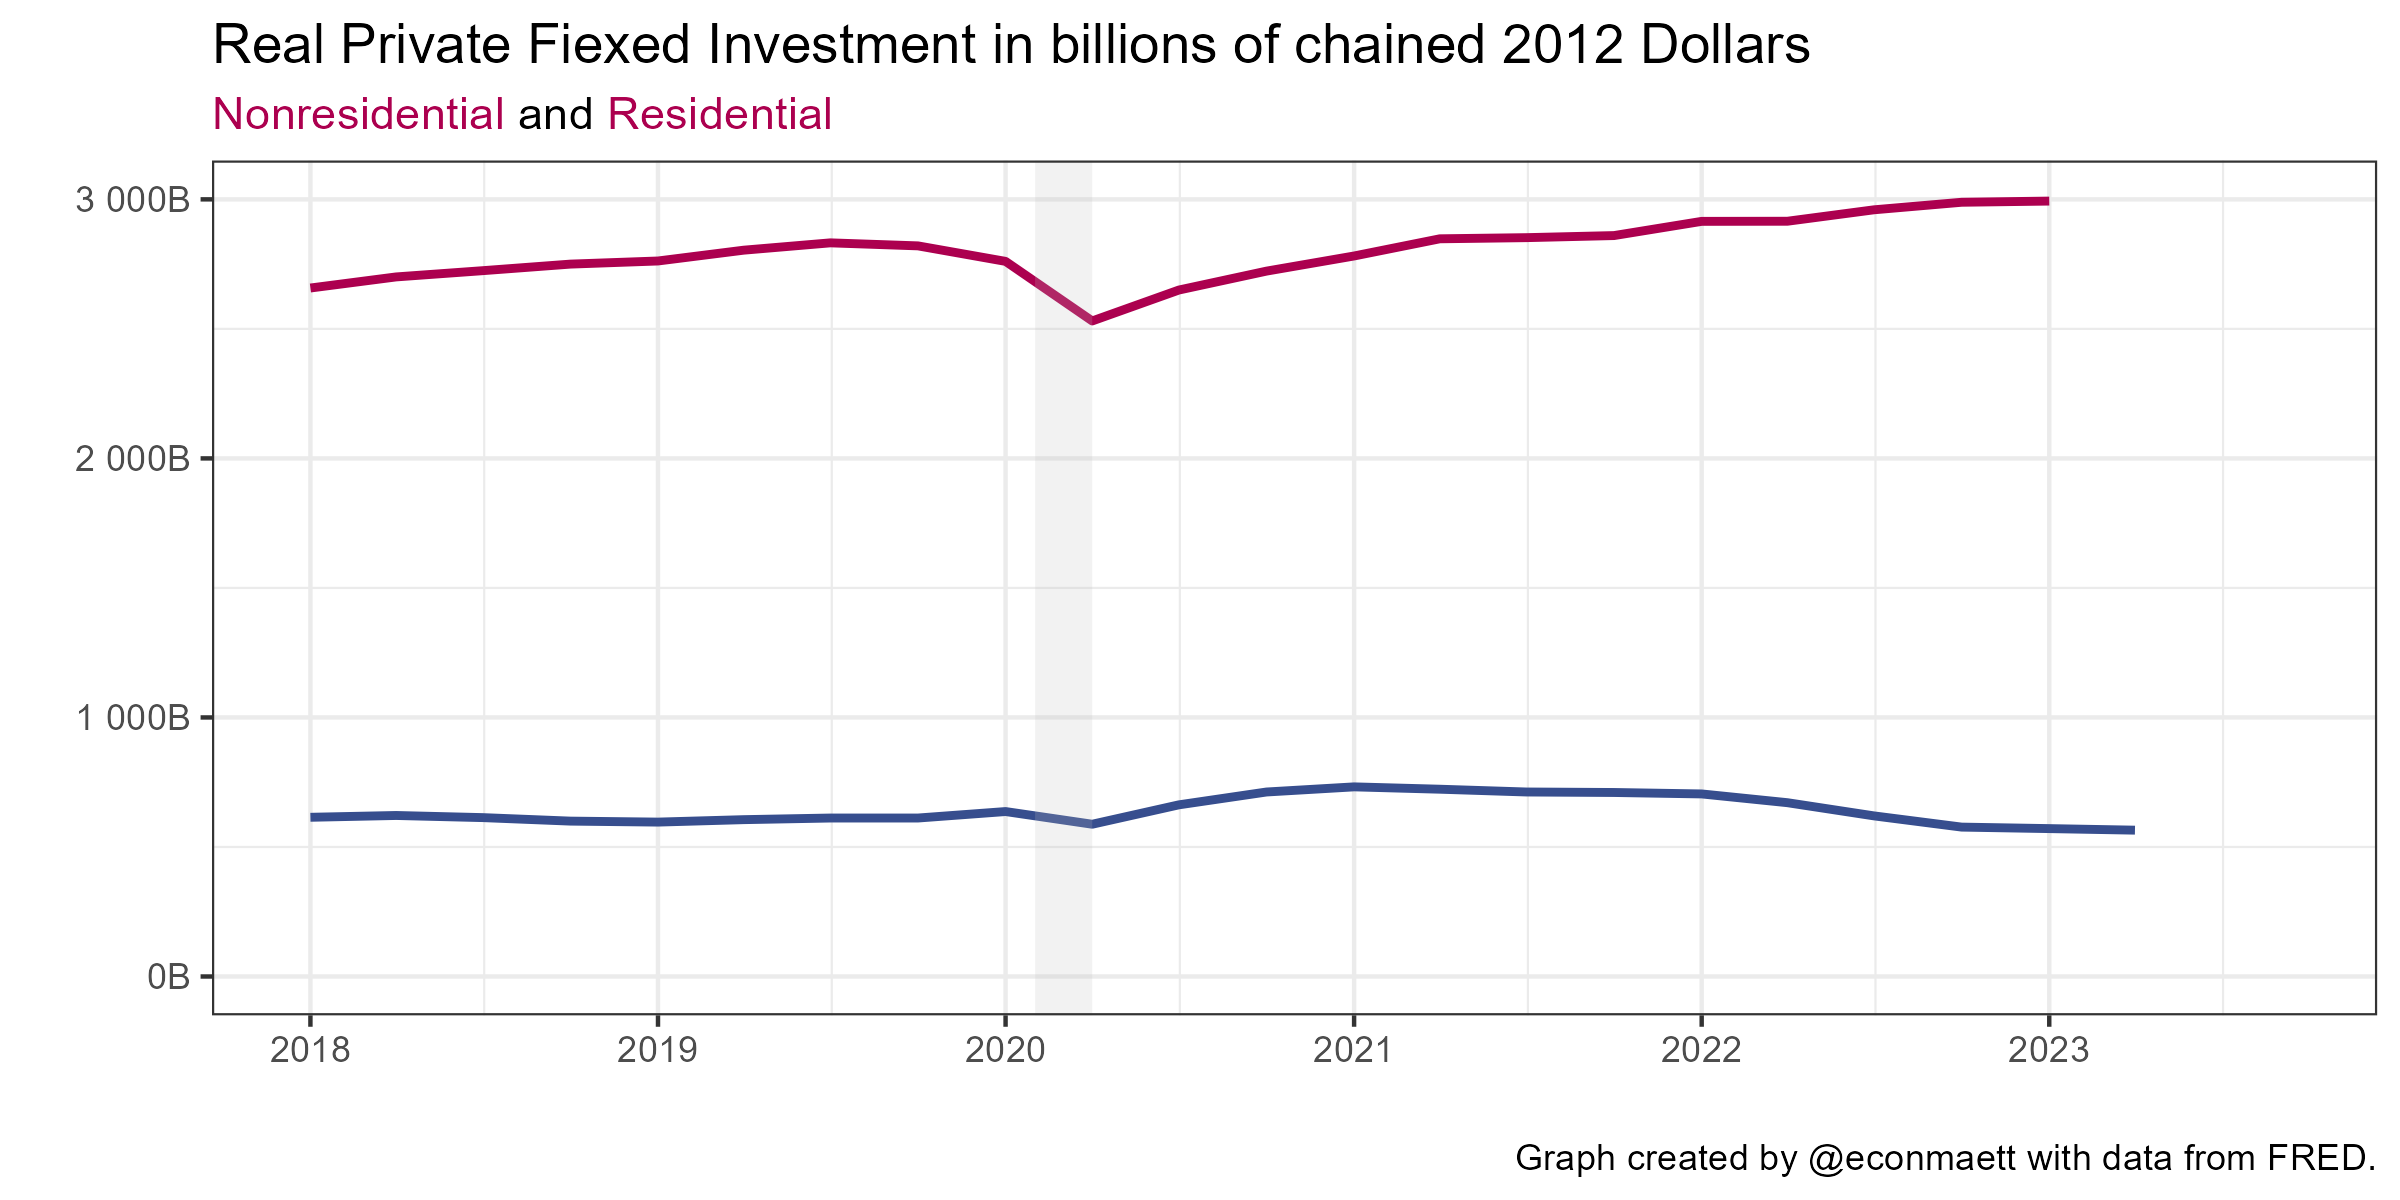 Real Private Fiexed Investment in billions of chained 2012 Dollars
Nonresidential and Residential
3 000B
2 000B
1 000B
0B
2018 2019 2020 2021 2022 2023
Graph created by @econmaett with data from FRED.